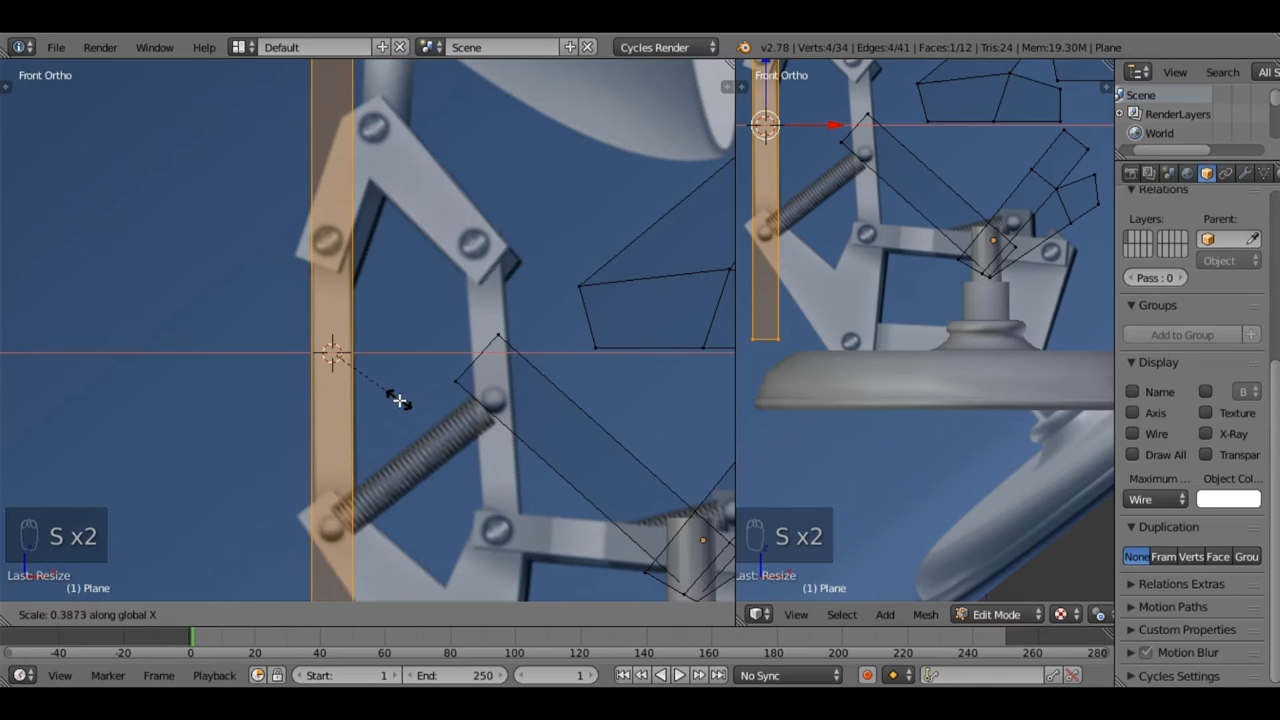 File Render Window Help Default Scene Cycles Render v2.78 | Verts:4/34 | Edges:4/41 | Faces:1/12 | Tris:24 | Mem:19.30M | Plane
Front Ortho
Front Ortho
View Search All S
Scene
RenderLayers
World
Relations
Layers: Parent:
Object
Pass : 0
Groups
Add to Group
Display
Name B
Axis Texture
Wire X-Ray
Draw All Transpar
Maximum ... Object Col...
Wire
Duplication
None Fram Verts Face Grou
Relations Extras
Motion Paths
Custom Properties
Motion Blur
Cycles Settings
S x2
Last: Resize
(1) Plane
S x2
Last: Resize
(1) Plane
Scale: 0.3873 along global X
View Select Add Mesh Edit Mode
-40 -20 0 20 40 60 80 100 120 140 160 180 200 220 240 260 280
View Marker Frame Playback Start: 1 End: 250 1 No Sync